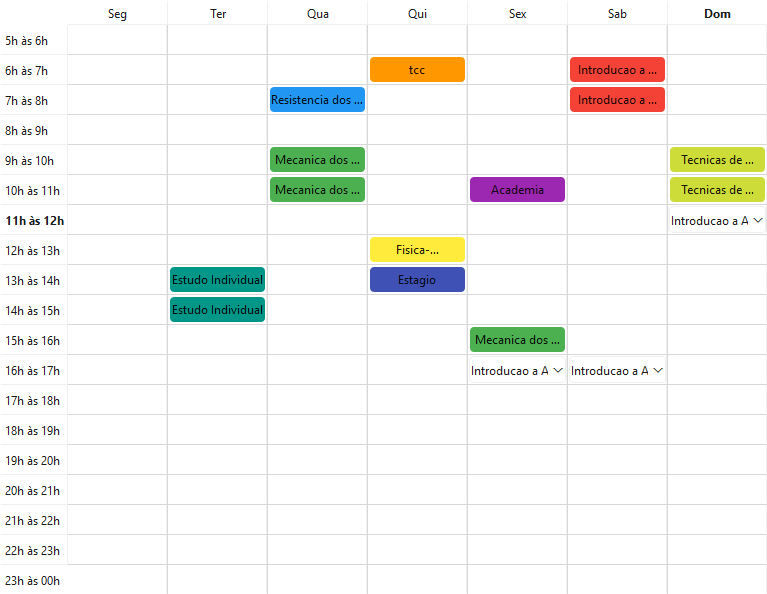 Seg Ter Qua Qui Sex Sab Dom
5h às 6h
6h às 7h tcc Introducao a ...
7h às 8h Resistencia dos ... Introducao a ...
8h às 9h
9h às 10h Mecanica dos ... Tecnicas de ...
10h às 11h Mecanica dos ... Academia Tecnicas de ...
11h às 12h Introducao a A
12h às 13h Fisica-...
13h às 14h Estudo Individual Estagio
14h às 15h Estudo Individual
15h às 16h Mecanica dos ...
16h às 17h Introducao a A Introducao a A
17h às 18h
18h às 19h
19h às 20h
20h às 21h
21h às 22h
22h às 23h
23h às 00h